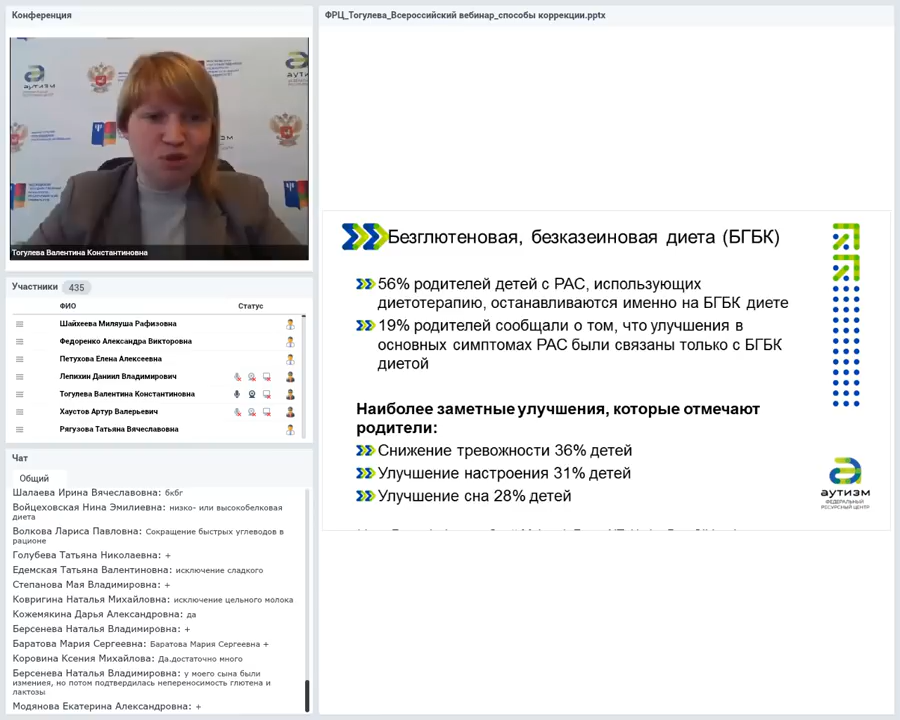 Конференция
аутизм
аути
Тогулева Валентина Константиновна
Участники 435
ФИО Статус
Шайхеева Миляуша Рафизовна
Федоренко Александра Викторовна
Петухова Елена Алексеевна
Лепихин Даниил Владимирович
Тогулева Валентина Константиновна
Хаустов Артур Валерьевич
Рягузова Татьяна Вячеславовна
Чат
Общий
Шалаева Ирина Вячеславовна: бкбг
Войцеховская Нина Эмилиевна: низко- или высокобелковая
диета
Волкова Лариса Павловна: Сокращение быстрых углеводов в
рационе
Голубева Татьяна Николаевна: +
Едемская Татьяна Валентиновна: исключение сладкого
Степанова Мая Владимировна: +
Ковригина Наталья Михайловна: исключение цельного молока
Кожемякина Дарья Александровна: да
Берсенева Наталья Владимировна: +
Баратова Мария Сергеевна: Баратова Мария Сергеевна +
Коровина Ксения Михайлова: Да.достаточно много
Берсенева Наталья Владимировна: у моего сына были
измениея, но потом подтвердилась непереносимость глютена и
лактозы
Модянова Екатерина Александровна: +
ФРЦ_Тогулева_Всероссийский вебинар_способы коррекции.pptx
Безглютеновая, безказеиновая диета (БГБК)
56% родителей детей с РАС, использующих
диетотерапию, останавливаются именно на БГБК диете
19% родителей сообщали о том, что улучшения в
основных симптомах РАС были связаны только с БГБК
диетой
Наиболее заметные улучшения, которые отмечают
родители:
Снижение тревожности 36% детей
Улучшение настроения 31% детей
Улучшение сна 28% детей
аутизм
ФЕДЕРАЛЬНЫЙ
РЕСУРСНЫЙ ЦЕНТР